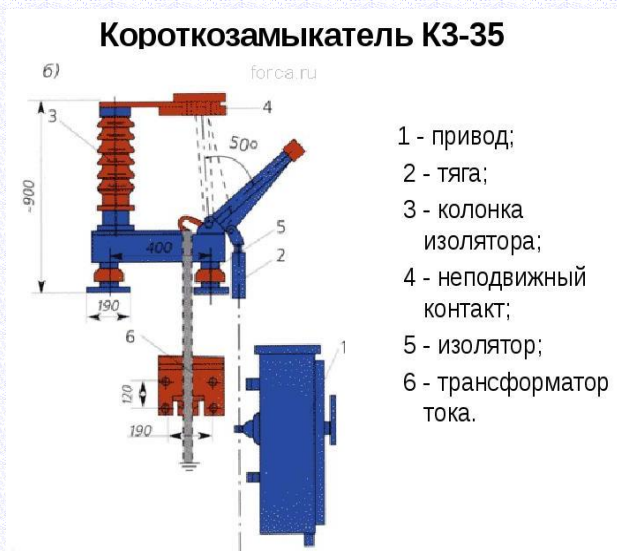 Короткозамыкатель КЗ-35
б)
forca.ru
4
3
50º
~900
5
400
2
190
6
1
120
190
1 - привод;
2 - тяга;
3 - колонка
изолятора;
4 - неподвижный
контакт;
5 - изолятор;
6 - трансформатор
тока.